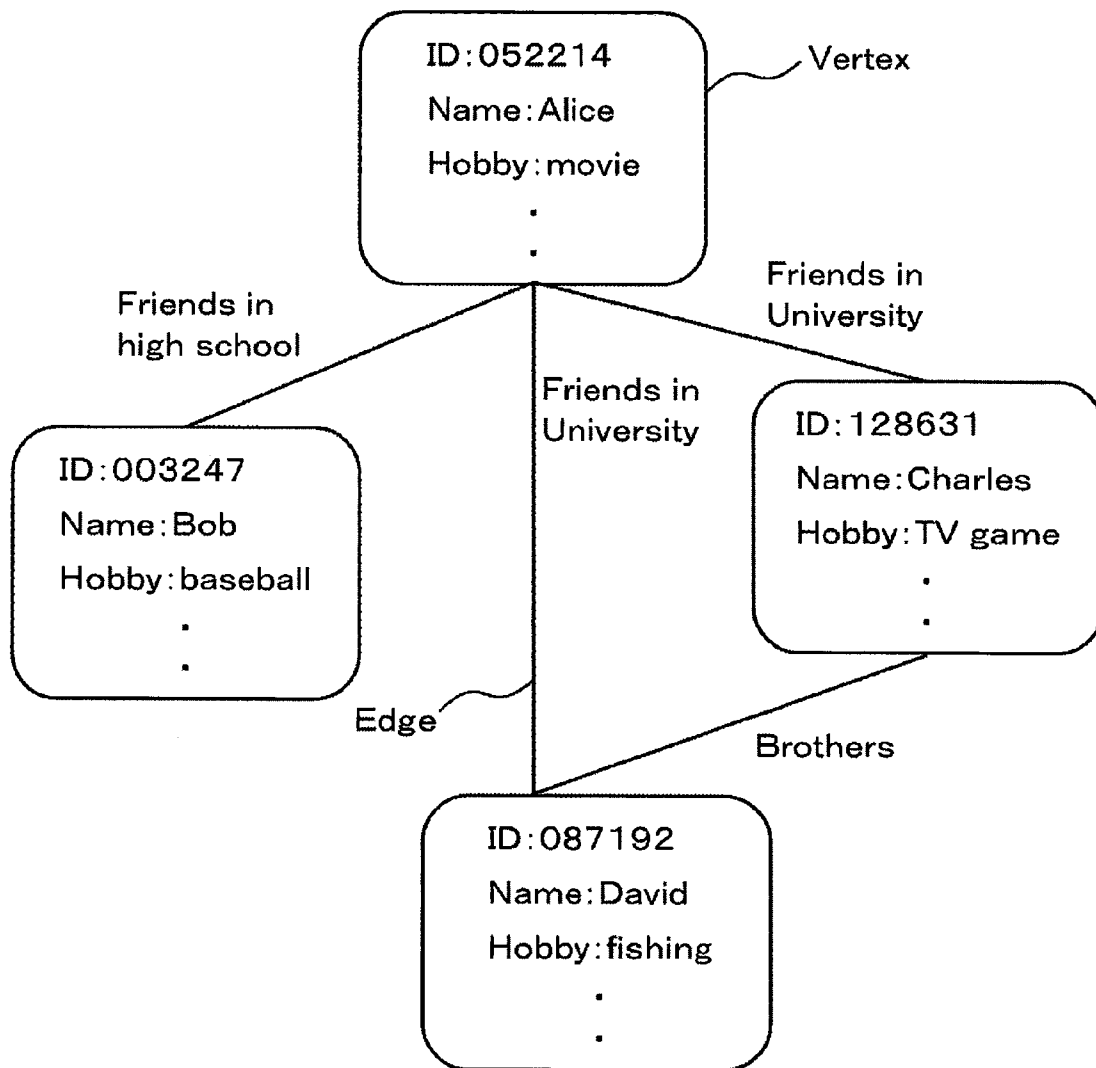 ID:052214
Name:Alice
Hobby:movie
Vertex
Friends in
high school
Friends in
University
Friends in
University
ID:003247
Name:Bob
Hobby:baseball
ID:128631
Name:Charles
Hobby:TV game
Edge
Brothers
ID:087192
Name:David
Hobby:fishing